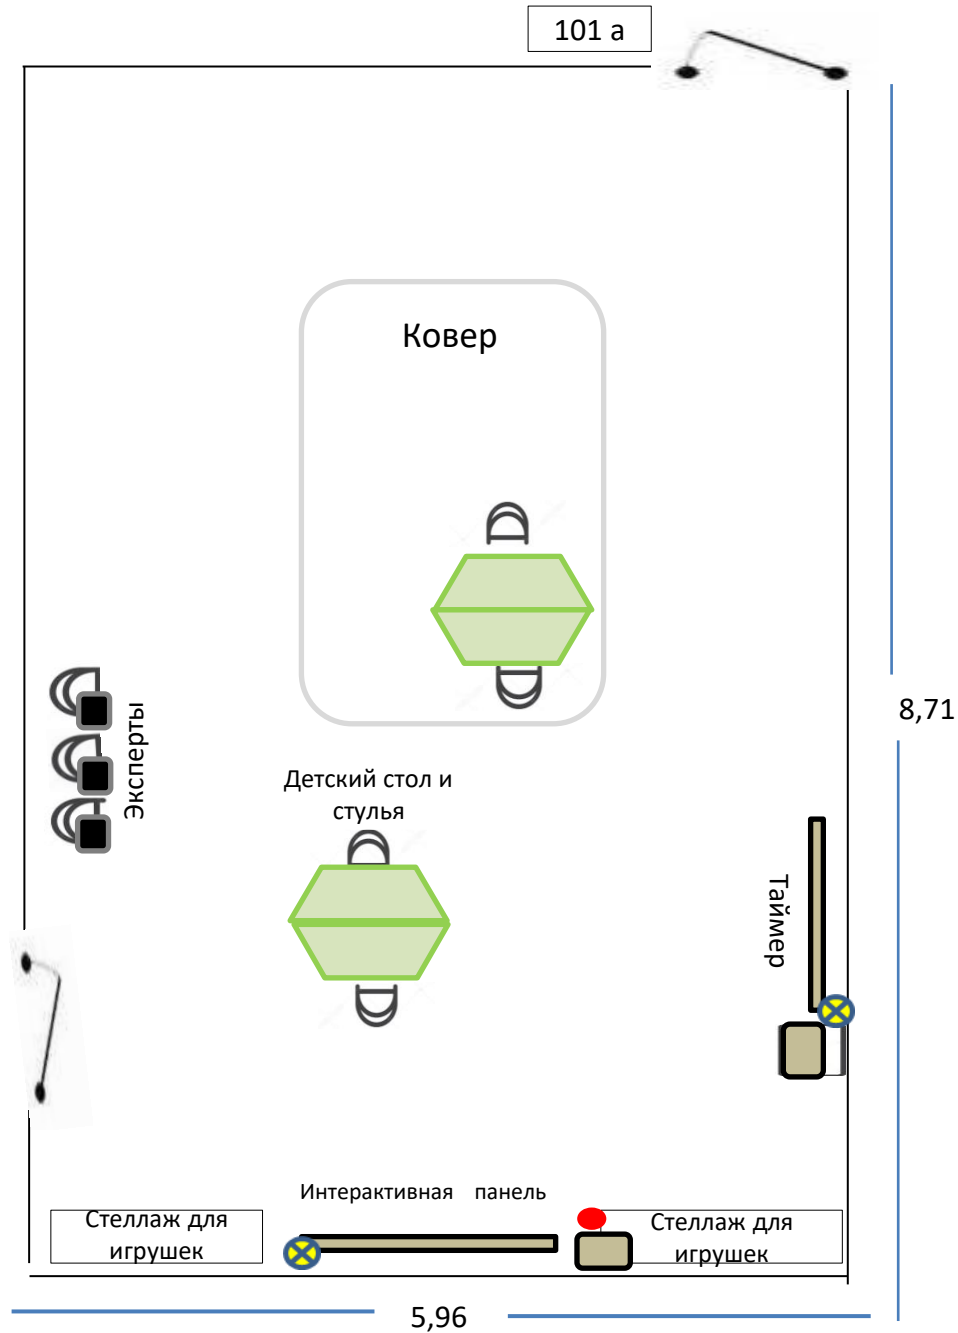 101 а
Ковер
Эксперты
8,71
Детский стол и
стулья
Таймер
Интерактивная панель
Стеллаж для
игрушек
Стеллаж для
игрушек
5,96